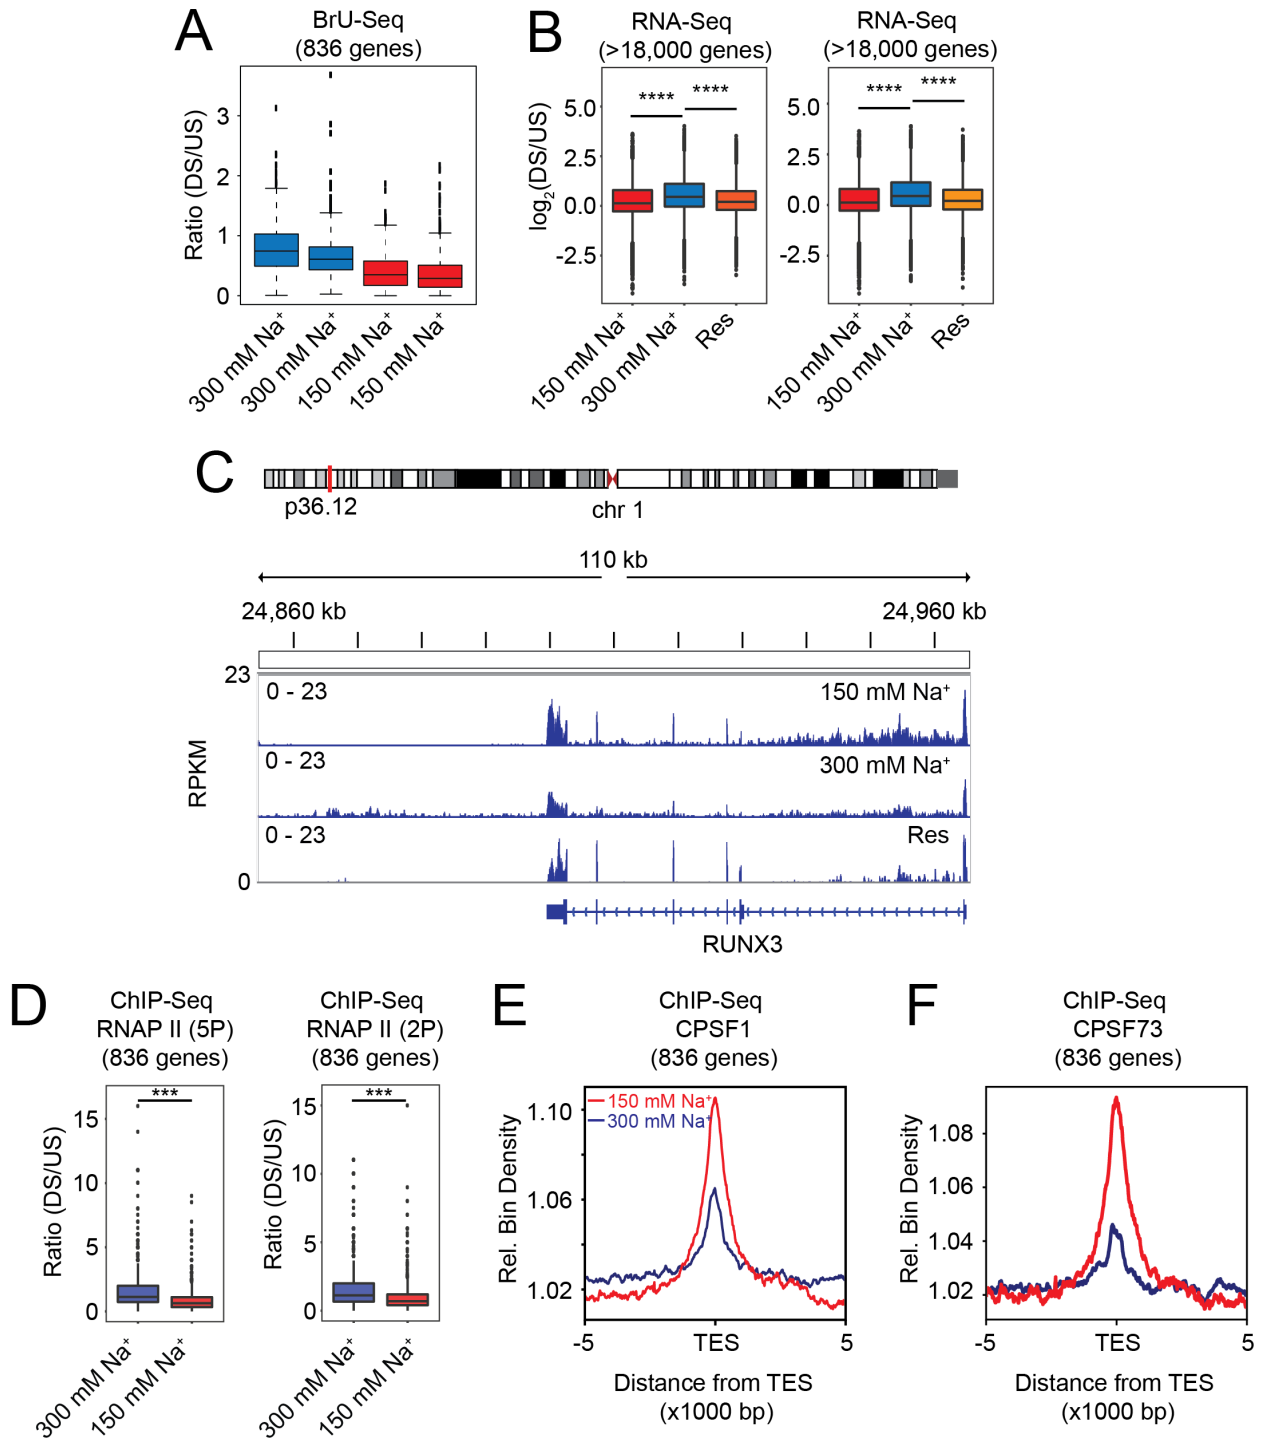 A
BrU-Seq
(836 genes)
Ratio (DS/US)
3
2
1
0
300 mM Na⁺
300 mM Na⁺
150 mM Na⁺
150 mM Na⁺
B
RNA-Seq
(>18,000 genes)
log₂(DS/US)
5.0
2.5
0.0
-2.5
****
****
150 mM Na⁺
300 mM Na⁺
Res
RNA-Seq
(>18,000 genes)
5.0
2.5
0.0
-2.5
****
****
150 mM Na⁺
300 mM Na⁺
Res
C
p36.12
chr 1
110 kb
24,860 kb
24,960 kb
RPKM
23
0
0 - 23
150 mM Na⁺
0 - 23
300 mM Na⁺
0 - 23
Res
RUNX3
D
ChIP-Seq
RNAP II (5P)
(836 genes)
Ratio (DS/US)
15
10
5
0
***
300 mM Na⁺
150 mM Na⁺
ChIP-Seq
RNAP II (2P)
(836 genes)
Ratio (DS/US)
15
10
5
0
***
300 mM Na⁺
150 mM Na⁺
E
ChIP-Seq
CPSF1
(836 genes)
Rel. Bin Density
1.10
1.06
1.02
150 mM Na⁺
300 mM Na⁺
-5
TES
5
Distance from TES
(x1000 bp)
F
ChIP-Seq
CPSF73
(836 genes)
Rel. Bin Density
1.08
1.06
1.04
1.02
-5
TES
5
Distance from TES
(x1000 bp)